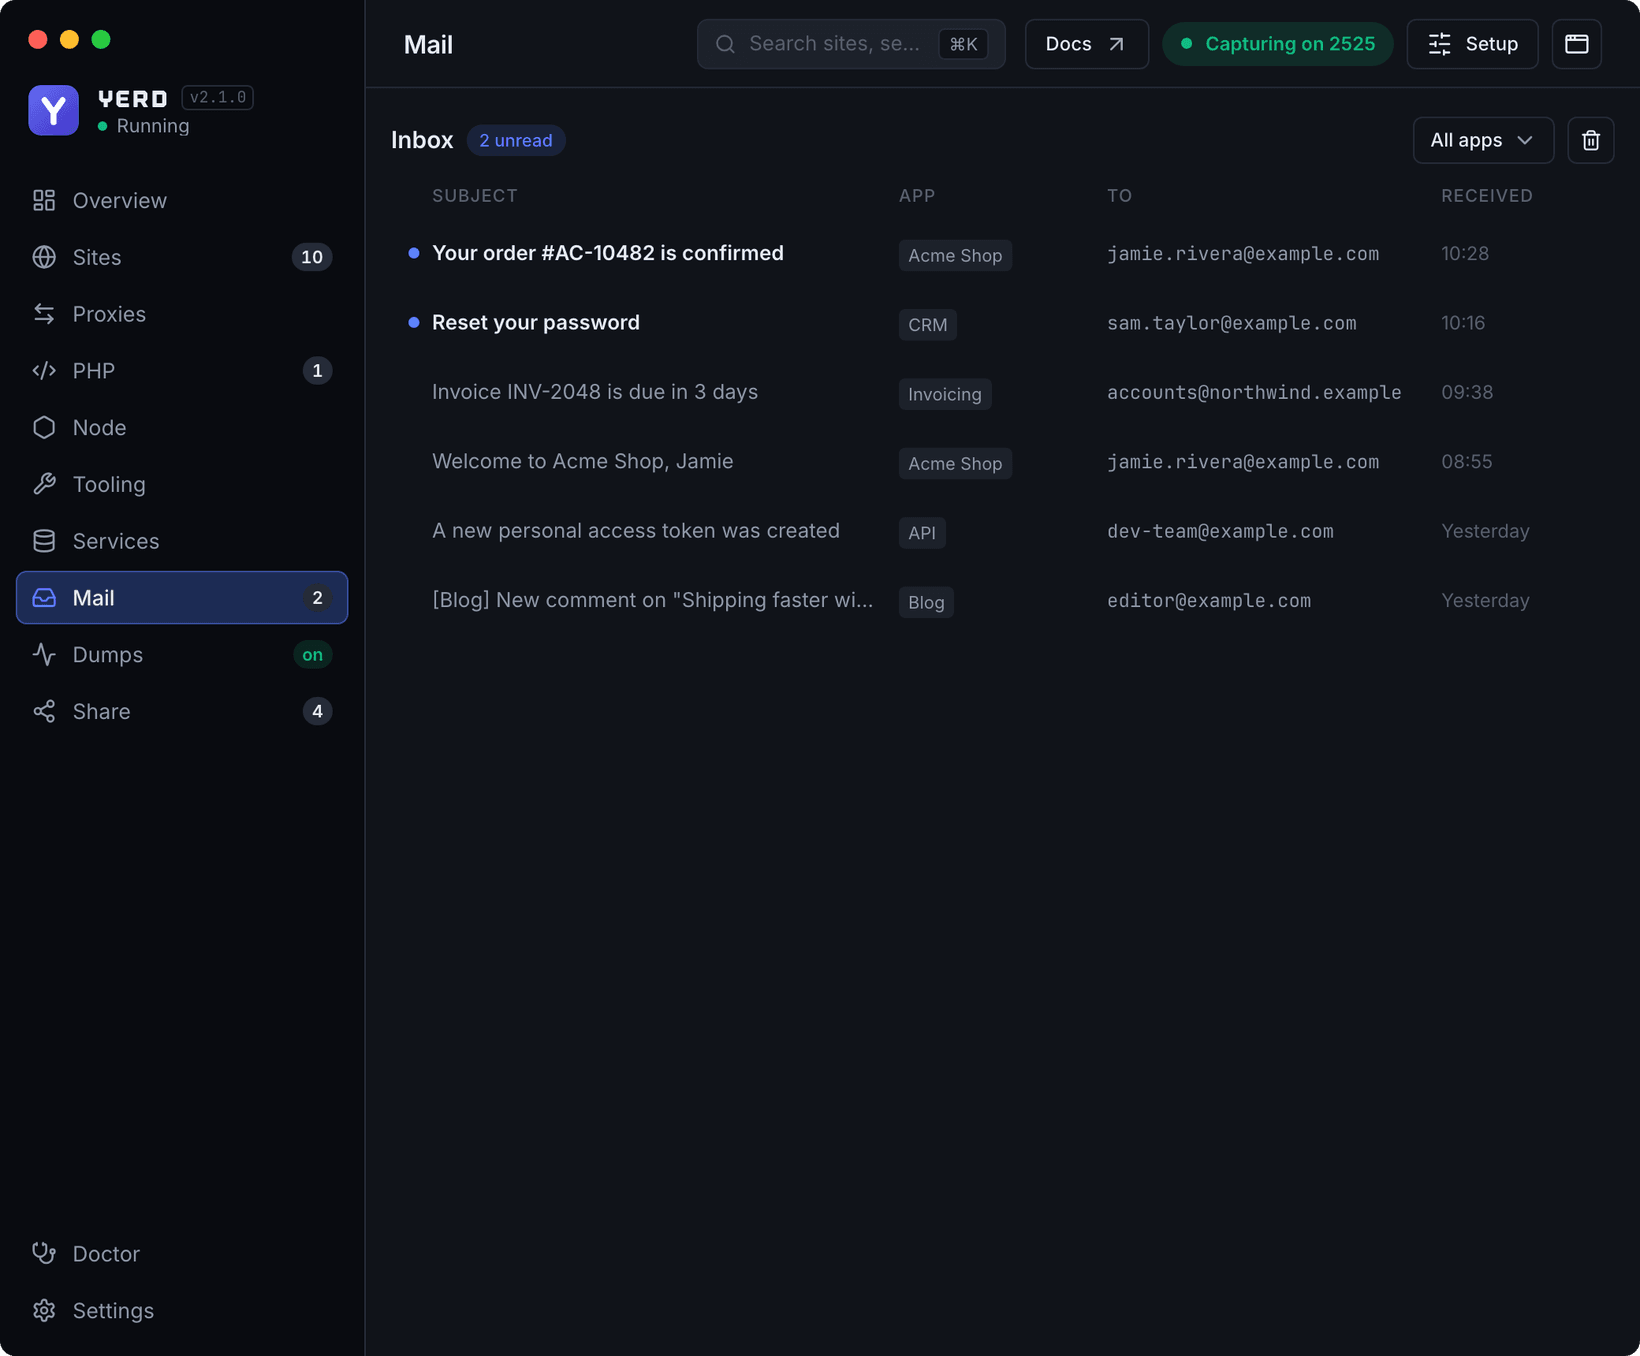 YERD v2.1.0
Running
Overview
Sites 10
Proxies
PHP 1
Node
Tooling
Services
Mail 2
Dumps on
Share 4
Doctor
Settings
Mail
Search sites, se... ⌘K
Docs
Capturing on 2525
Setup
Inbox 2 unread
All apps
SUBJECT APP TO RECEIVED
Your order #AC-10482 is confirmed Acme Shop jamie.rivera@example.com 10:28
Reset your password CRM sam.taylor@example.com 10:16
Invoice INV-2048 is due in 3 days Invoicing accounts@northwind.example 09:38
Welcome to Acme Shop, Jamie Acme Shop jamie.rivera@example.com 08:55
A new personal access token was created API dev-team@example.com Yesterday
[Blog] New comment on "Shipping faster wi... Blog editor@example.com Yesterday